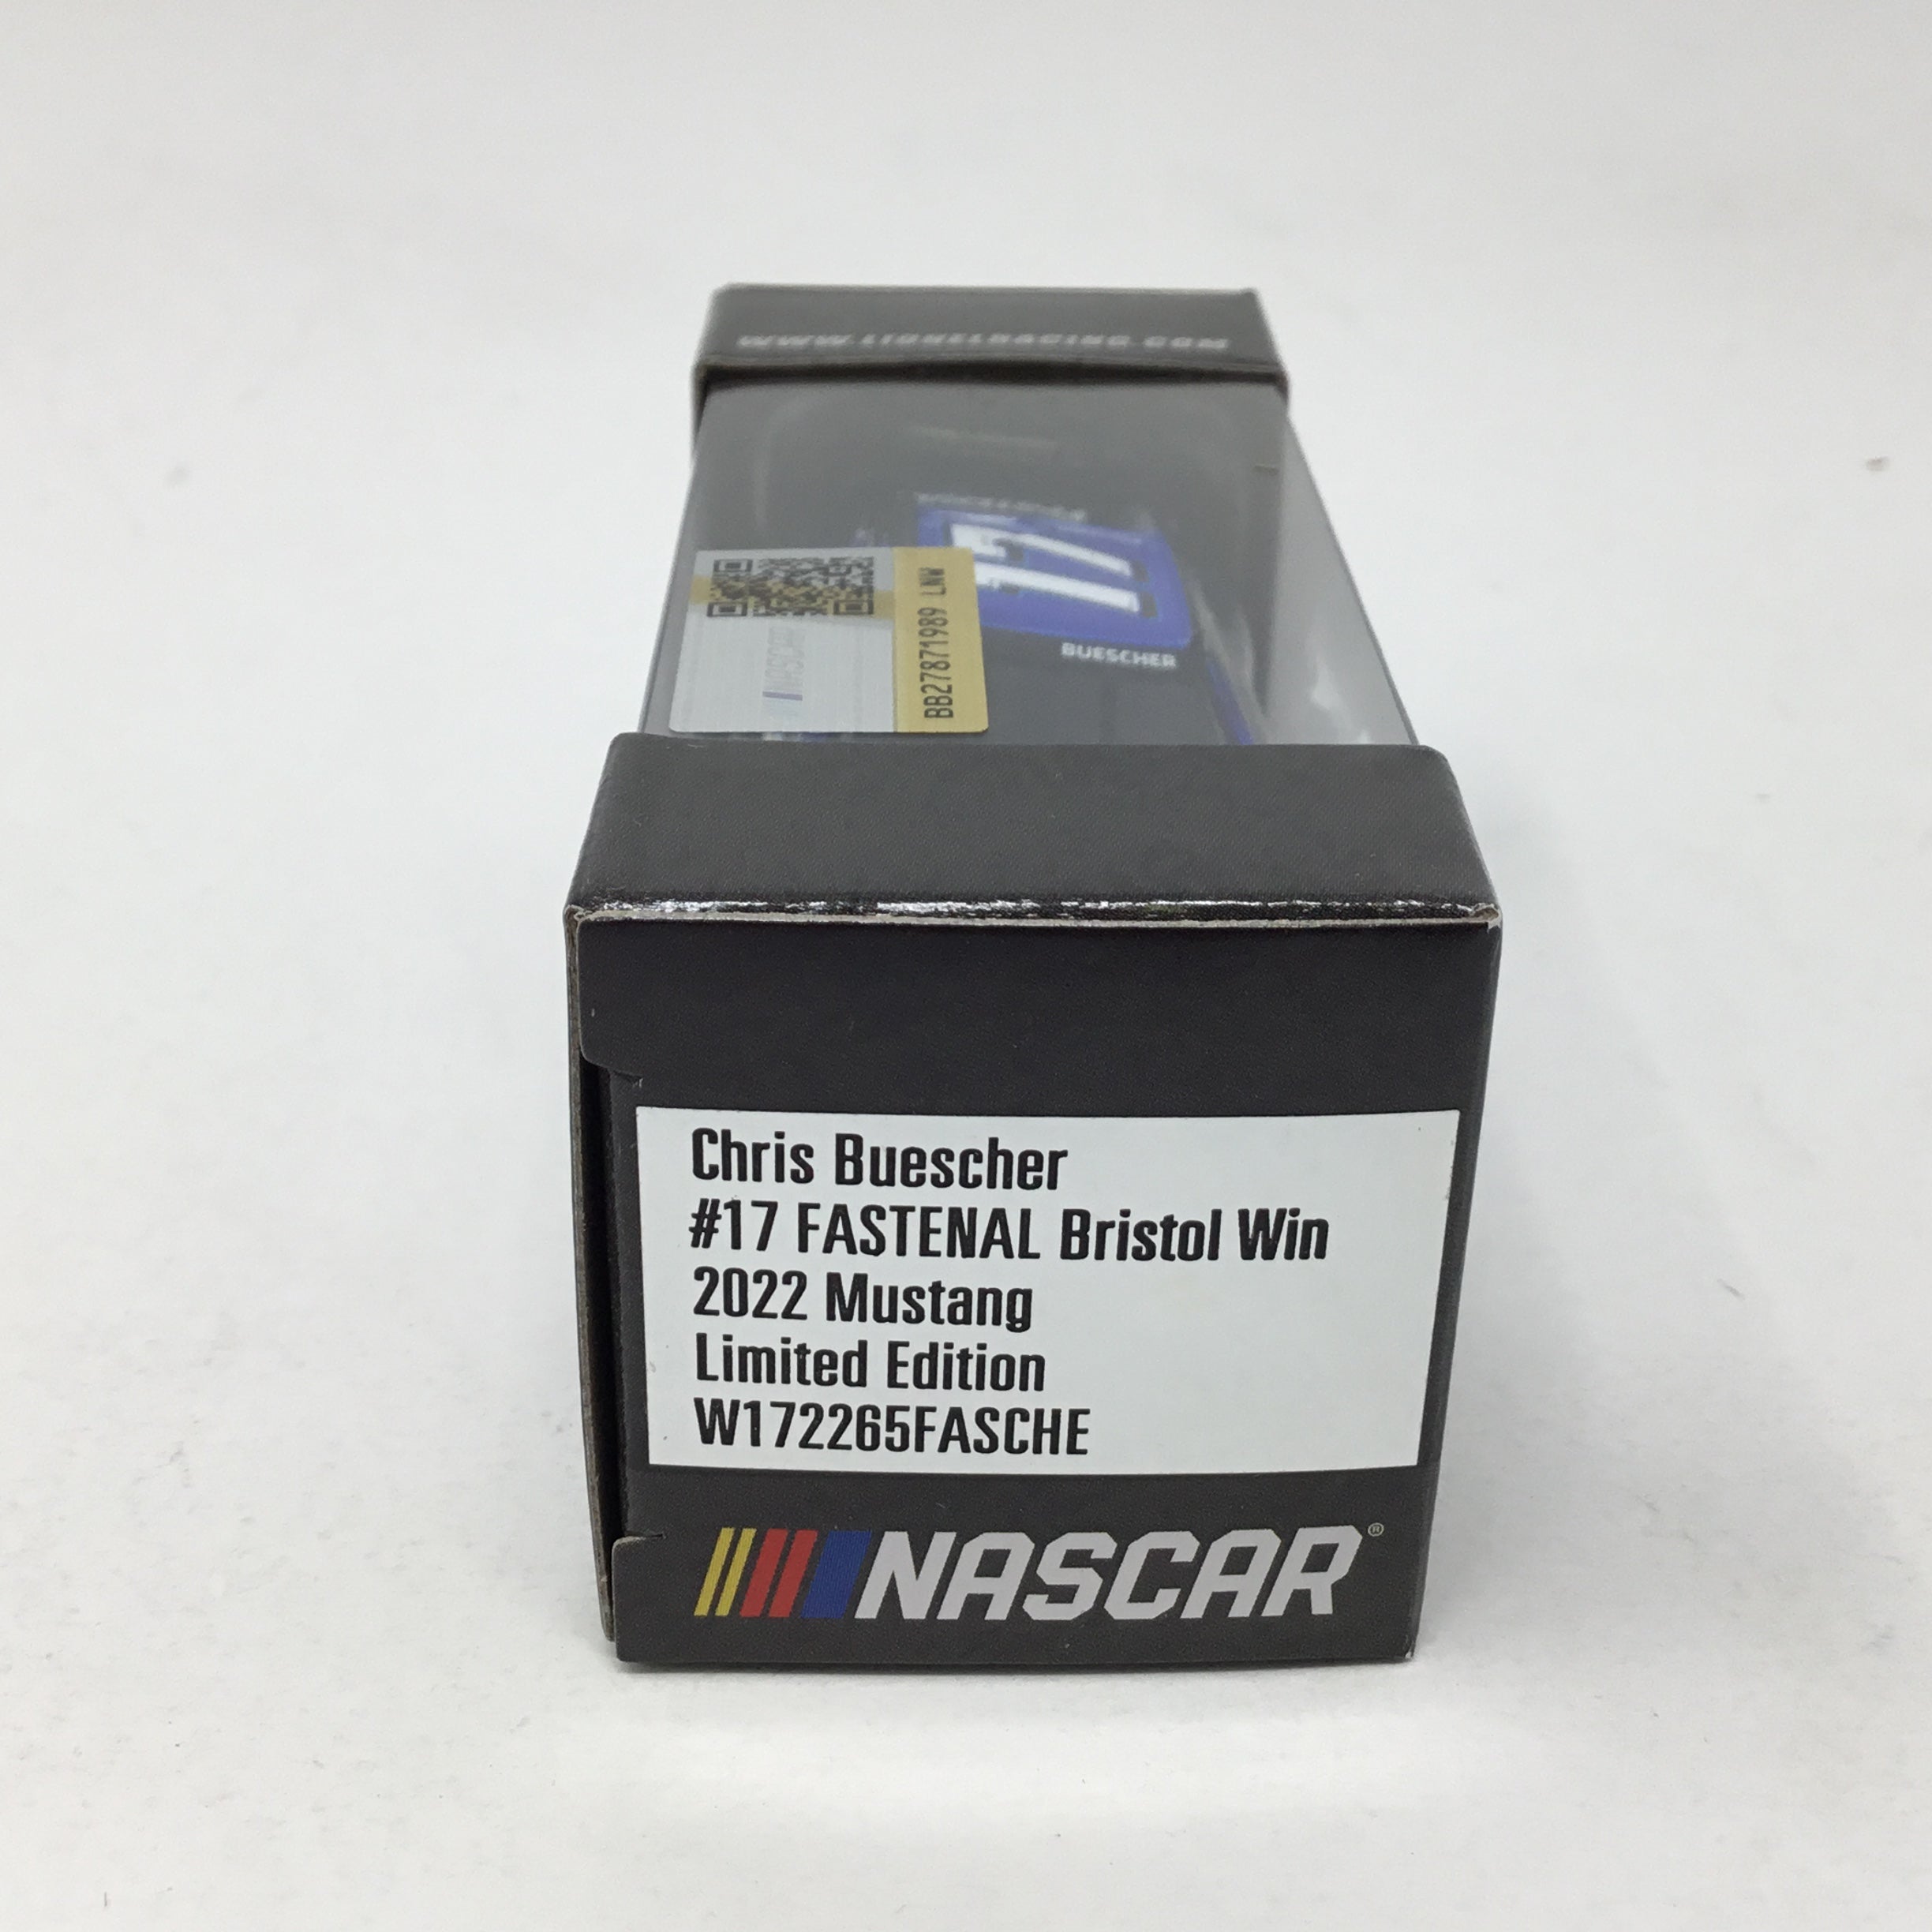 WWW.LIONELRACING.COM
17
BUESCHER
NASCAR
BB27871989 LNW
Chris Buescher
#17 FASTENAL Bristol Win
2022 Mustang
Limited Edition
W172265FASCHE
NASCAR®